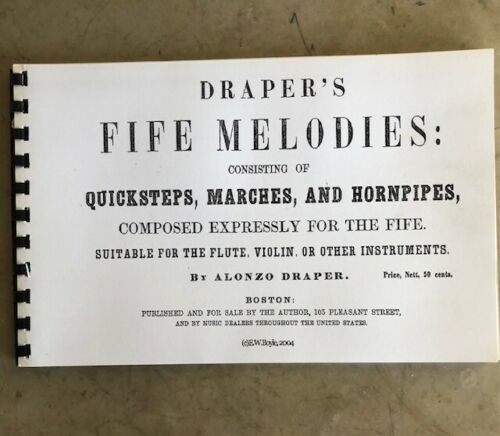 DRAPER'S
FIFE MELODIES:
CONSISTING OF
QUICKSTEPS, MARCHES, AND HORNPIPES,
COMPOSED EXPRESSLY FOR THE FIFE.
SUITABLE FOR THE FLUTE, VIOLIN, OR OTHER INSTRUMENTS.
BY ALONZO DRAPER. Price, Nett, 50 cents.
BOSTON:
PUBLISHED AND FOR SALE BY THE AUTHOR, 105 PLEASANT STREET,
AND BY MUSIC DEALERS THROUGHOUT THE UNITED STATES.
(c)E.W.Boyle, 2004